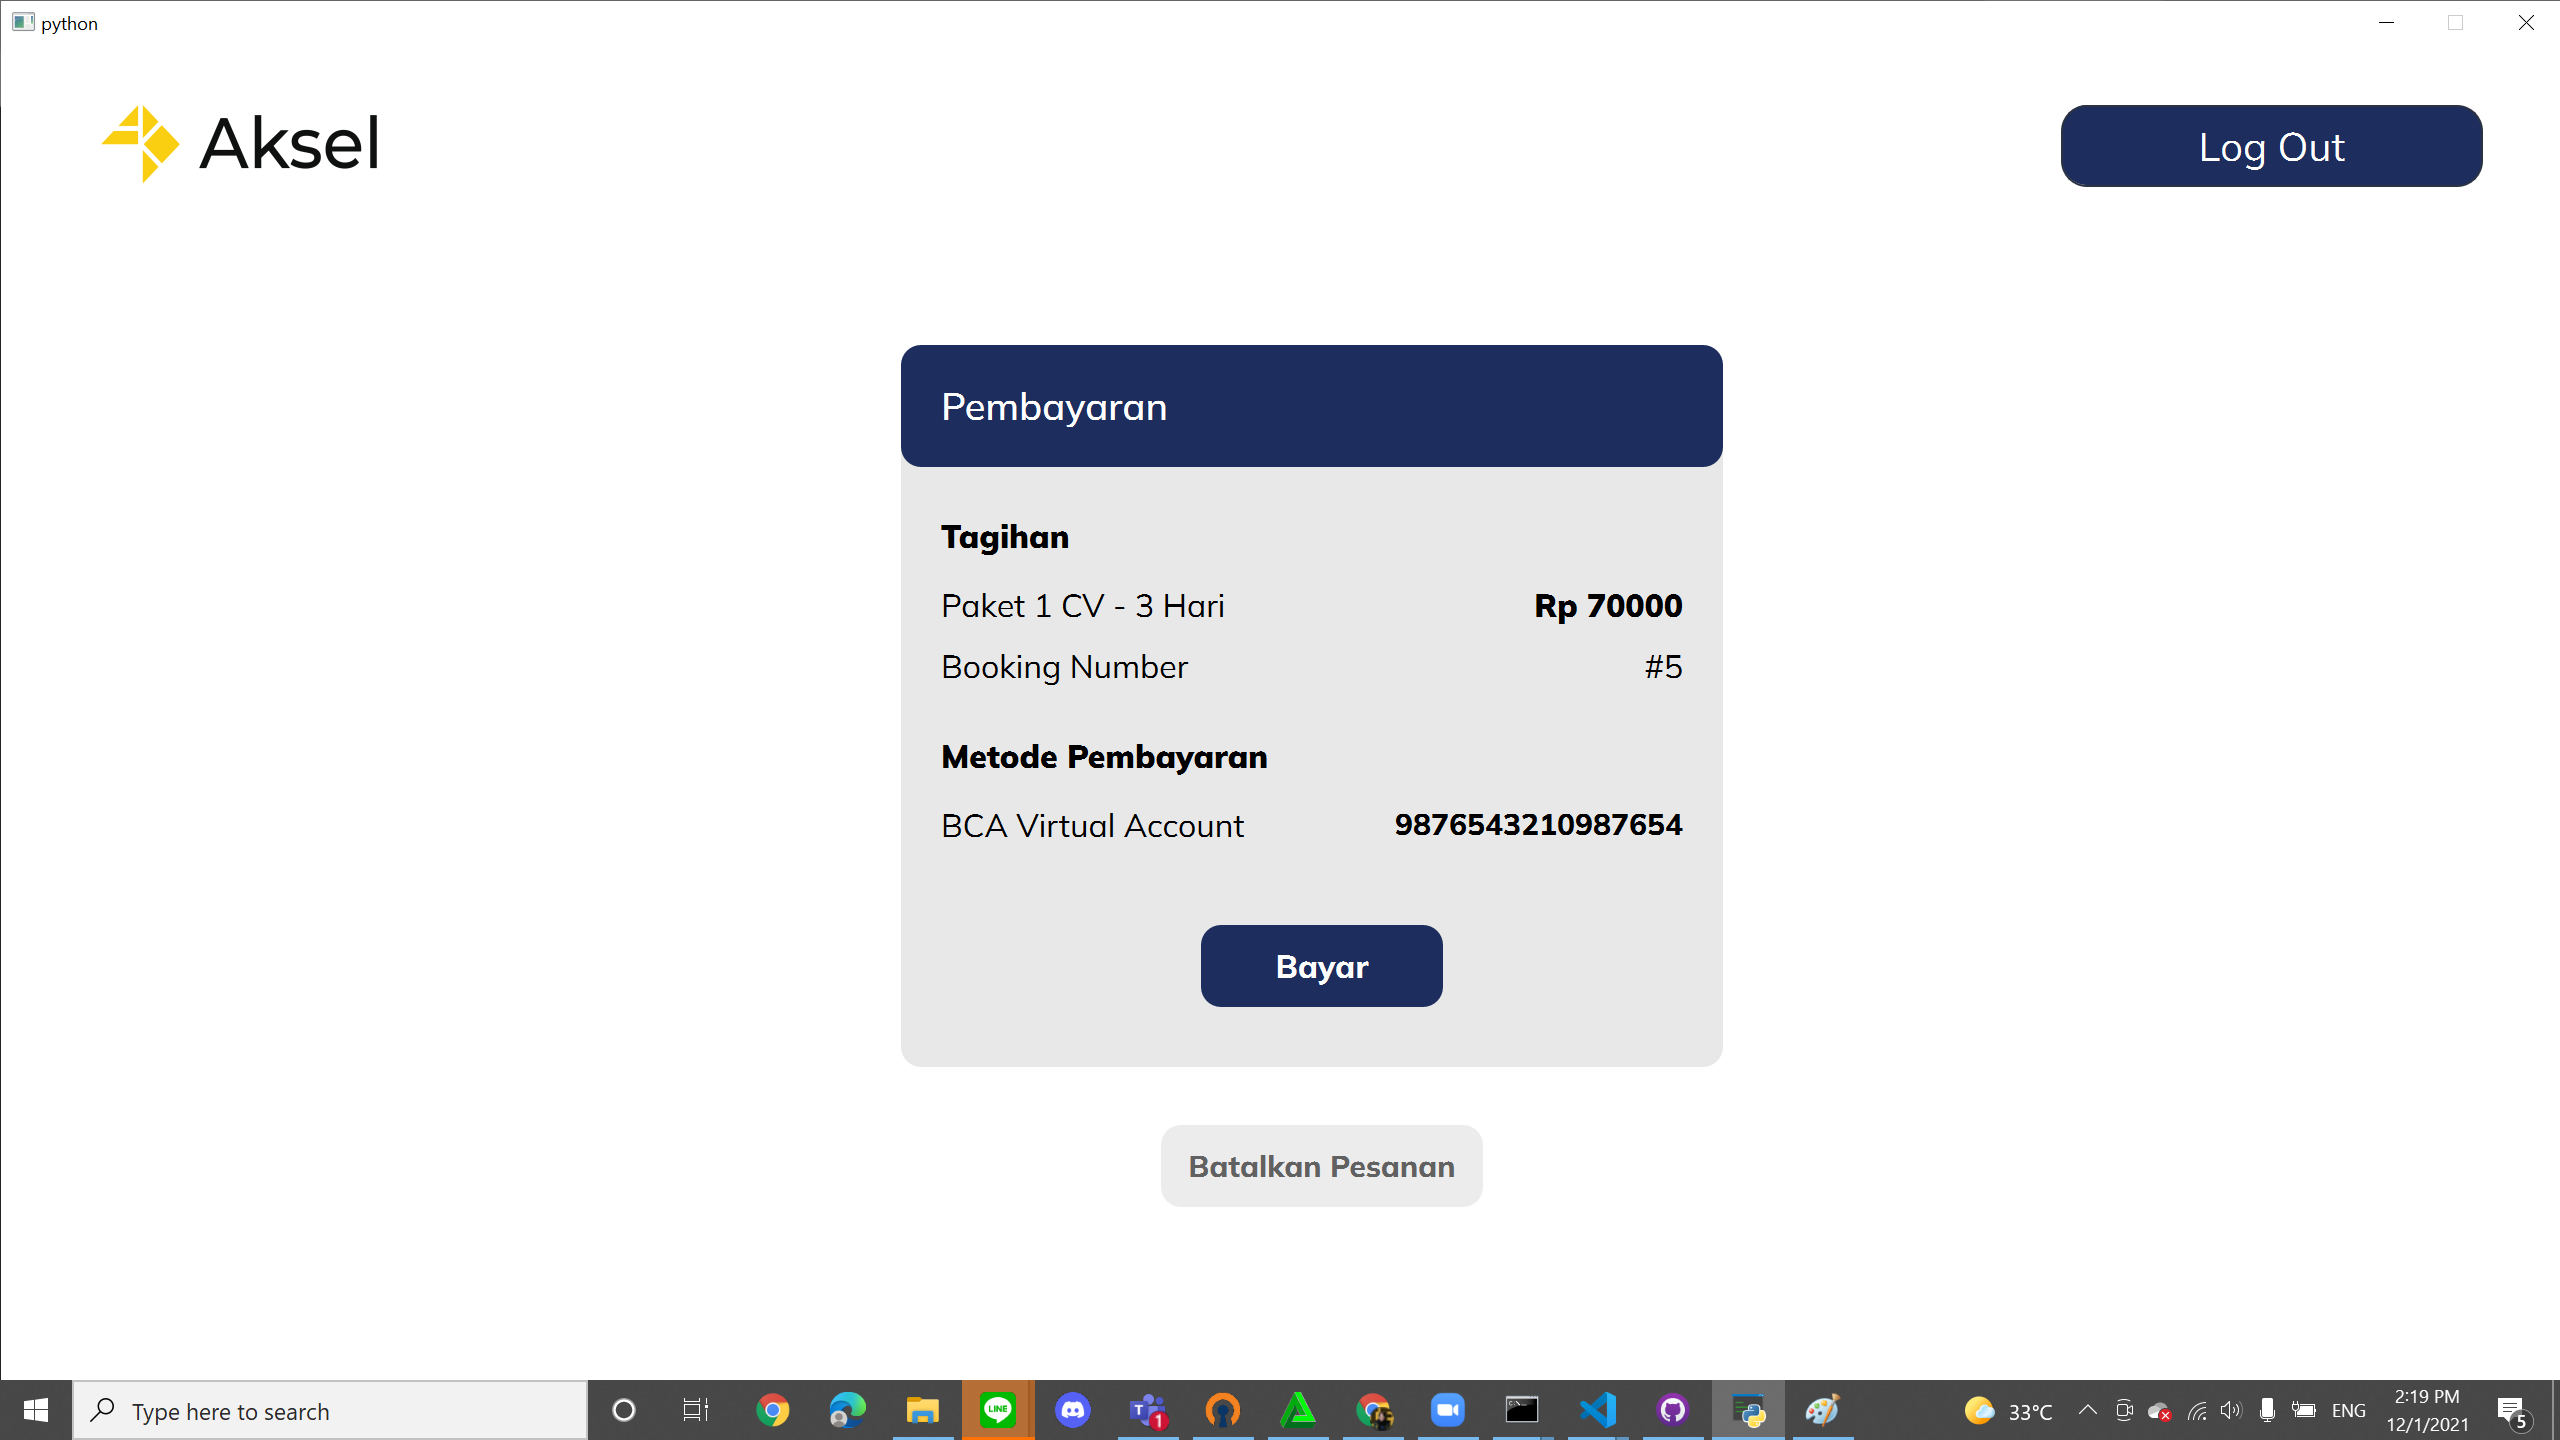 python
Aksel
Log Out
Pembayaran
Tagihan
Paket 1 CV - 3 Hari Rp 70000
Booking Number #5
Metode Pembayaran
BCA Virtual Account 9876543210987654
Bayar
Batalkan Pesanan
Type here to search
LINE
T
1
33°C
ENG
2:19 PM
12/1/2021
5